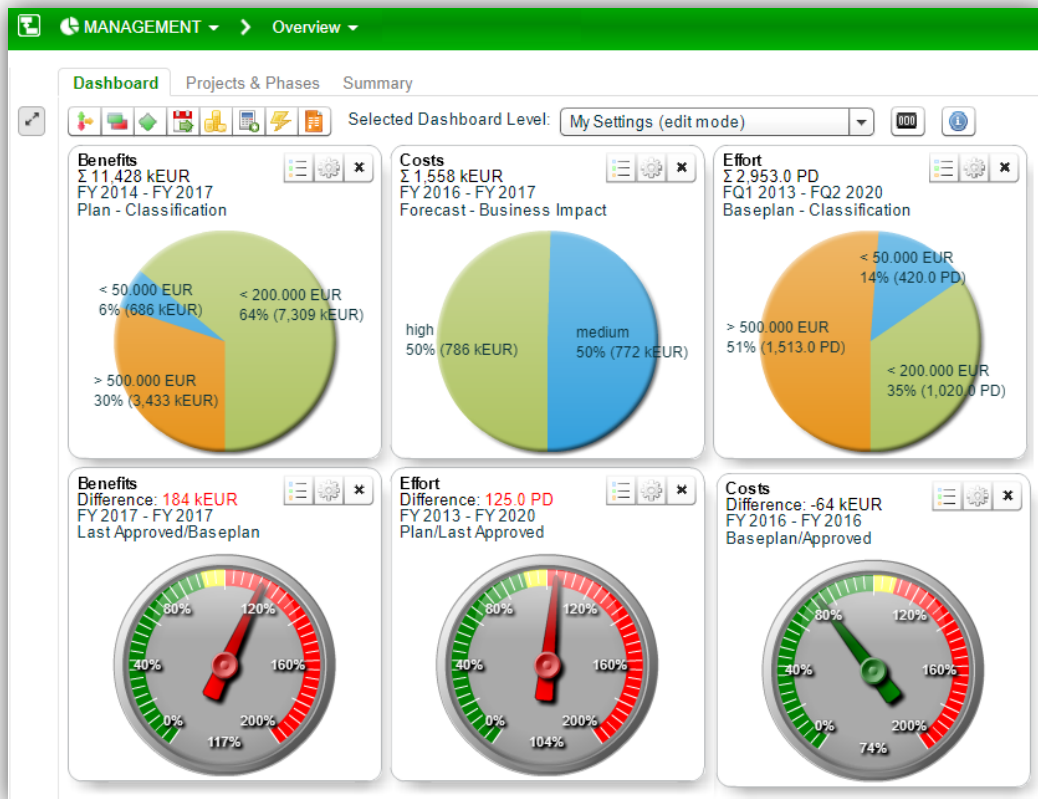 MANAGEMENT Overview
Dashboard Projects & Phases Summary
Selected Dashboard Level: My Settings (edit mode) 000 i
Benefits
Σ 11,428 kEUR
FY 2014 - FY 2017
Plan - Classification
< 50.000 EUR
6% (686 kEUR)
< 200.000 EUR
64% (7,309 kEUR)
> 500.000 EUR
30% (3,433 kEUR)
Costs
Σ 1,558 kEUR
FY 2016 - FY 2017
Forecast - Business Impact
high
50% (786 kEUR)
medium
50% (772 kEUR)
Effort
Σ 2,953.0 PD
FQ1 2013 - FQ2 2020
Baseplan - Classification
< 50.000 EUR
14% (420.0 PD)
> 500.000 EUR
51% (1,513.0 PD)
< 200.000 EUR
35% (1,020.0 PD)
Benefits
Difference: 184 kEUR
FY 2017 - FY 2017
Last Approved/Baseplan
80% 120%
40% 160%
0% 200%
117%
Effort
Difference: 125.0 PD
FY 2013 - FY 2020
Plan/Last Approved
80% 120%
40% 160%
0% 200%
104%
Costs
Difference: -64 kEUR
FY 2016 - FY 2016
Baseplan/Approved
80% 120%
40% 160%
0% 200%
74%